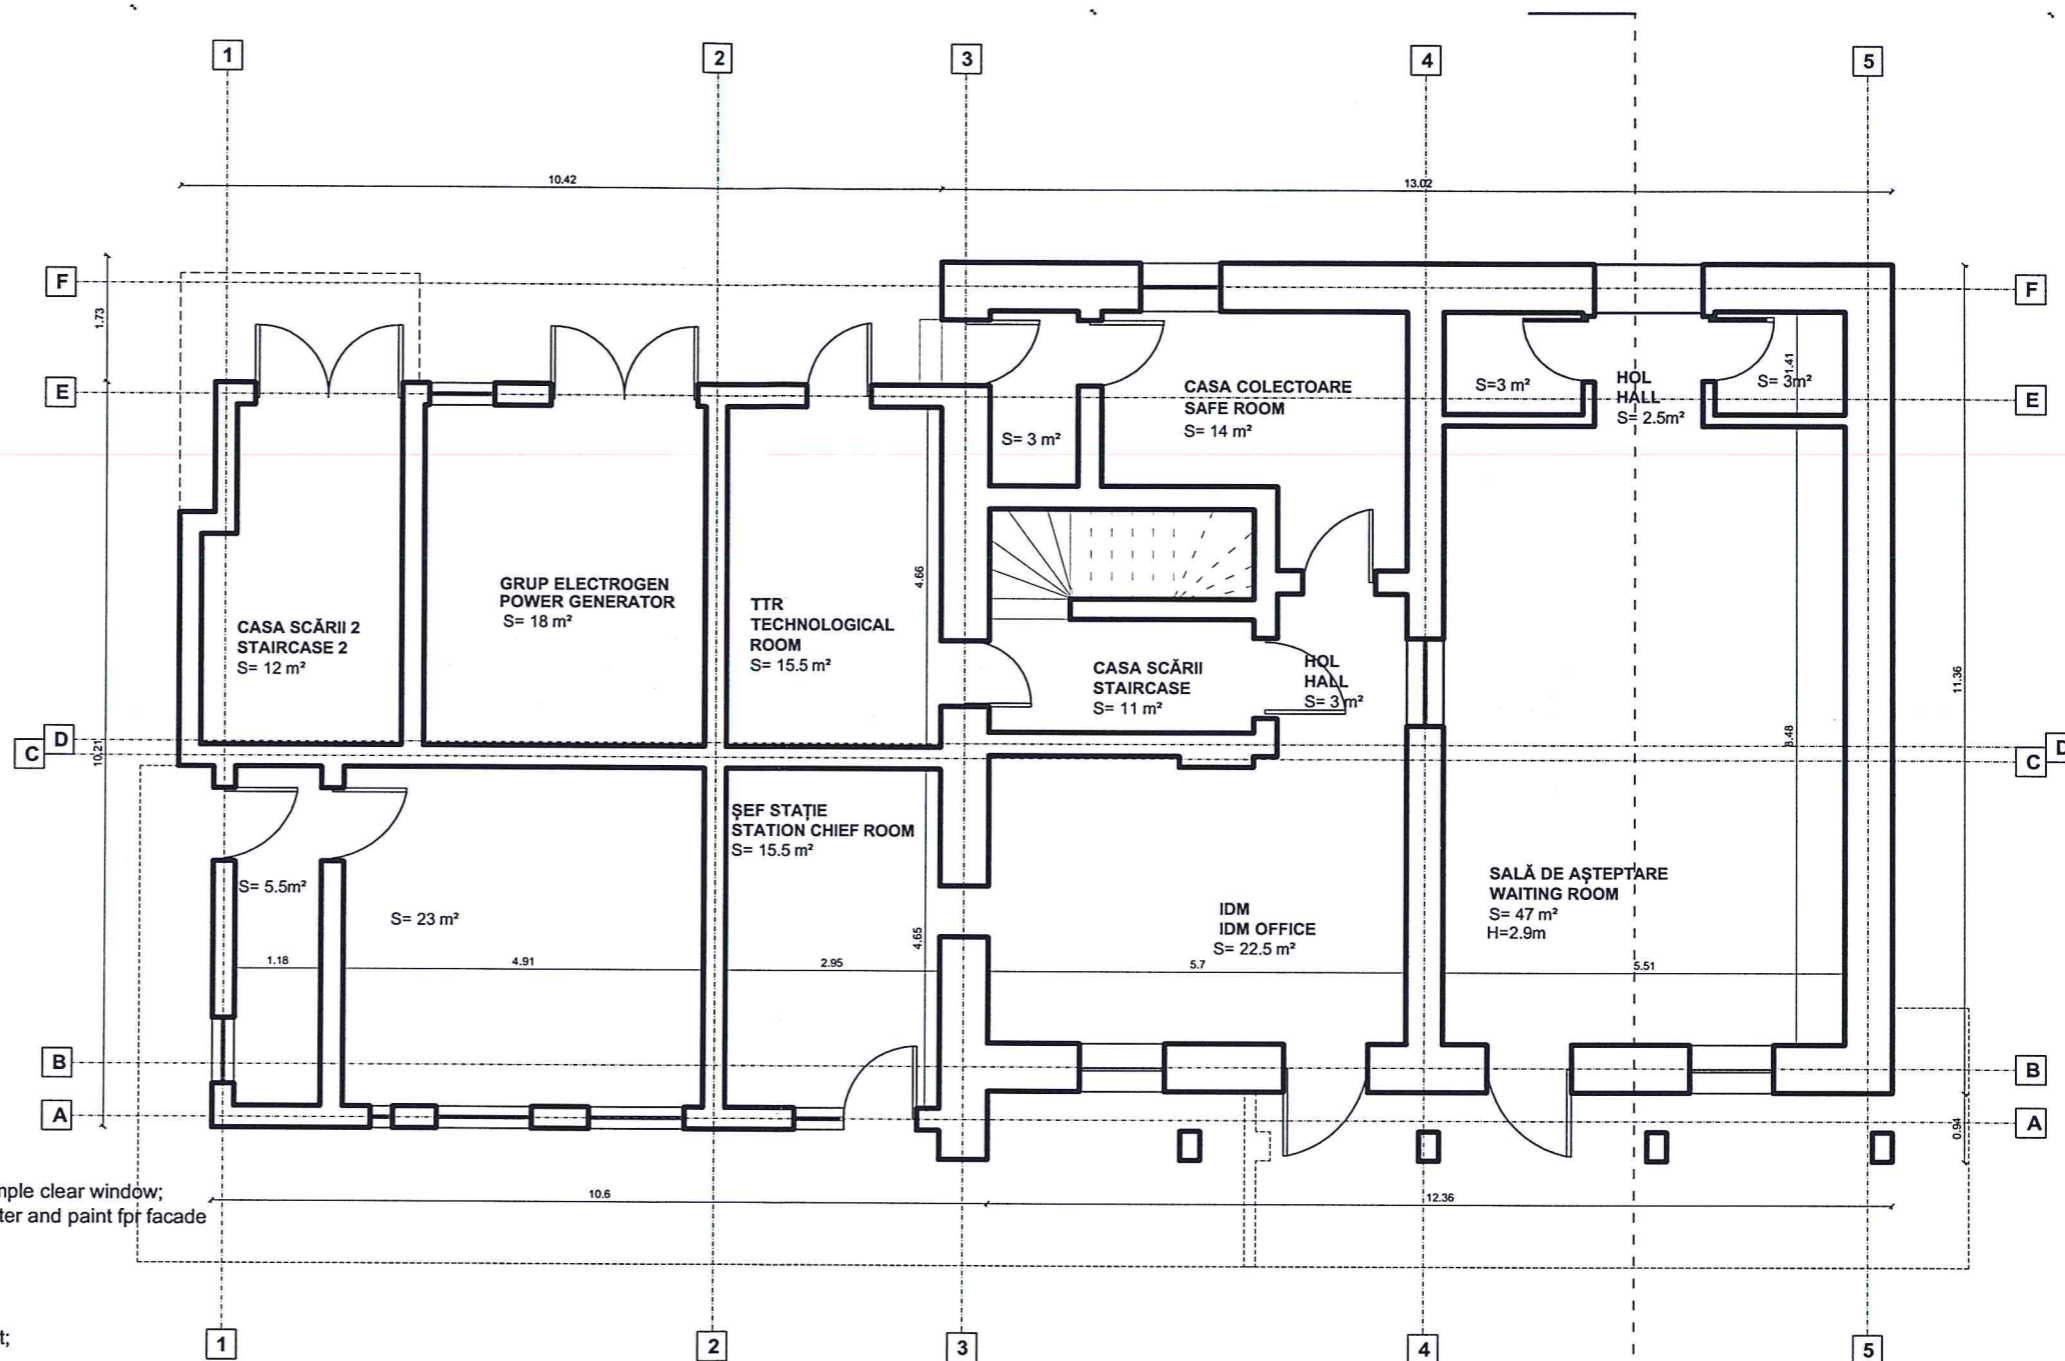 1
2
3
4
5
10.42
13.02
F
F
1.73
E
E
CASA COLECTOARE
SAFE ROOM
S= 14 m²
S= 3 m²
S=3 m²
HOL
HALL
S= 2.5m²
S= 3m²
1.41
GRUP ELECTROGEN
POWER GENERATOR
S= 18 m²
4.66
TTR
TECHNOLOGICAL
ROOM
S= 15.5 m²
CASA SCĂRII 2
STAIRCASE 2
S= 12 m²
CASA SCĂRII
STAIRCASE
S= 11 m²
HOL
HALL
S= 3 m²
11.36
D
C
10.21
8.48
D
C
ȘEF STAȚIE
STATION CHIEF ROOM
S= 15.5 m²
S= 5.5m²
S= 23 m²
SALĂ DE AȘTEPTARE
WAITING ROOM
S= 47 m²
H=2.9m
IDM
IDM OFFICE
S= 22.5 m²
4.65
1.18
4.91
2.95
5.7
5.51
B
B
A
A
0.94
mple clear window;
ter and paint fpr facade
10.6
12.36
t;
1
2
3
4
5